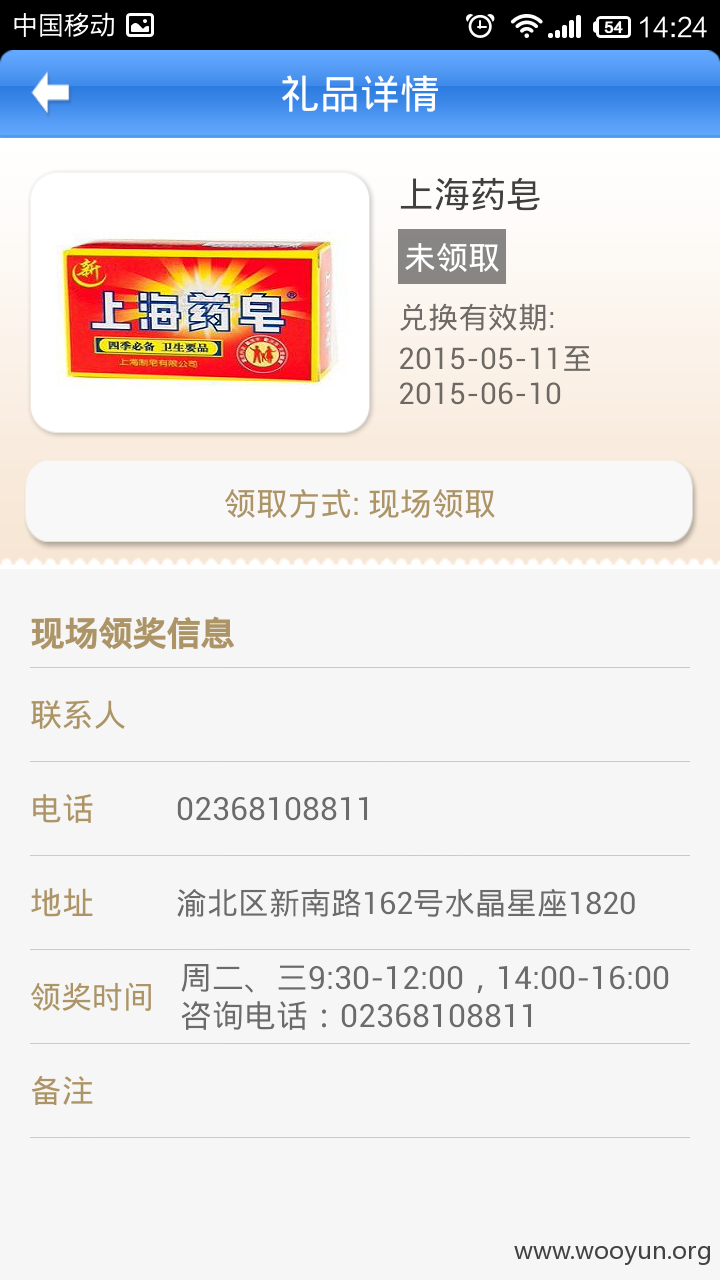 中国移动 54 14:24
礼品详情
新
上海药皂®
四季必备 卫生要品
上海制皂有限公司
上海药皂
未领取
兑换有效期:
2015-05-11至
2015-06-10
领取方式: 现场领取
现场领奖信息
联系人
电话 02368108811
地址 渝北区新南路162号水晶星座1820
领奖时间 周二、三9:30-12:00，14:00-16:00
咨询电话：02368108811
备注
www.wooyun.org